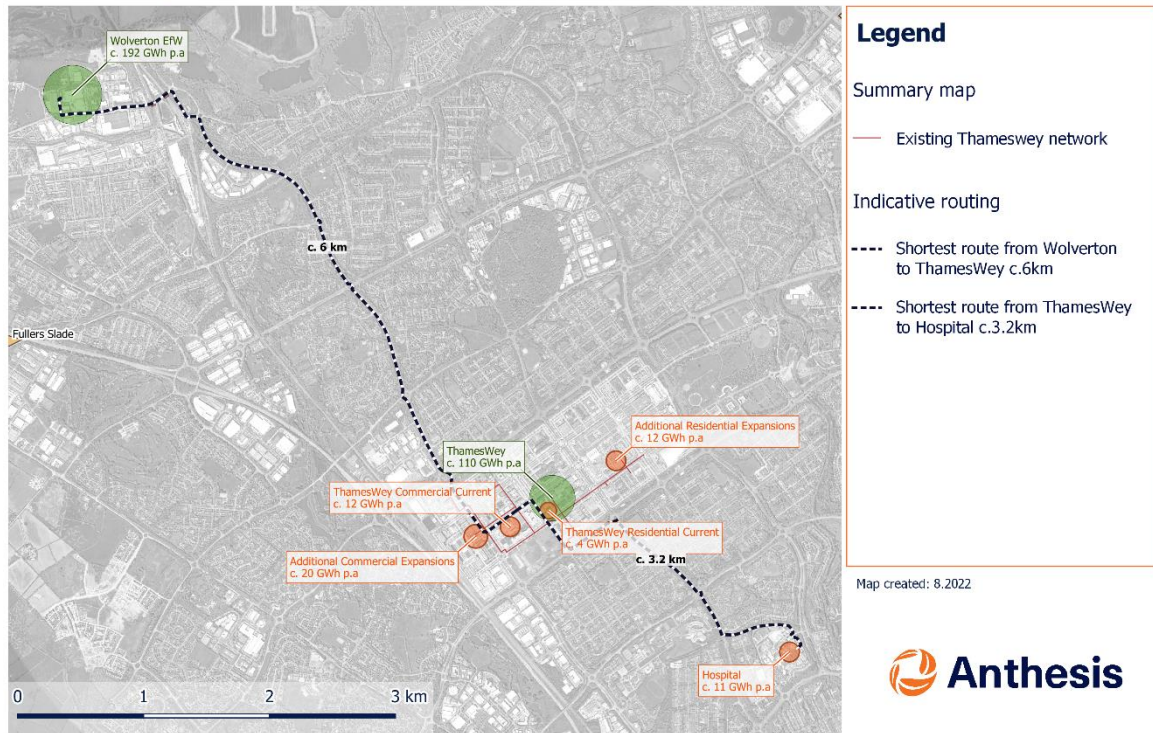 Wolverton EfW
c. 192 GWh p.a
c. 6 km
Fullers Slade
Additional Residential Expansions
c. 12 GWh p.a
ThamesWey
c. 110 GWh p.a
ThamesWey Commercial Current
c. 12 GWh p.a
ThamesWey Residential Current
c. 4 GWh p.a
Additional Commercial Expansions
c. 20 GWh p.a
c. 3.2 km
Hospital
c. 11 GWh p.a
0 1 2 3 km
Legend
Summary map
Existing Thameswey network
Indicative routing
Shortest route from Wolverton
to ThamesWey c.6km
Shortest route from ThamesWey
to Hospital c.3.2km
Map created: 8.2022
Anthesis